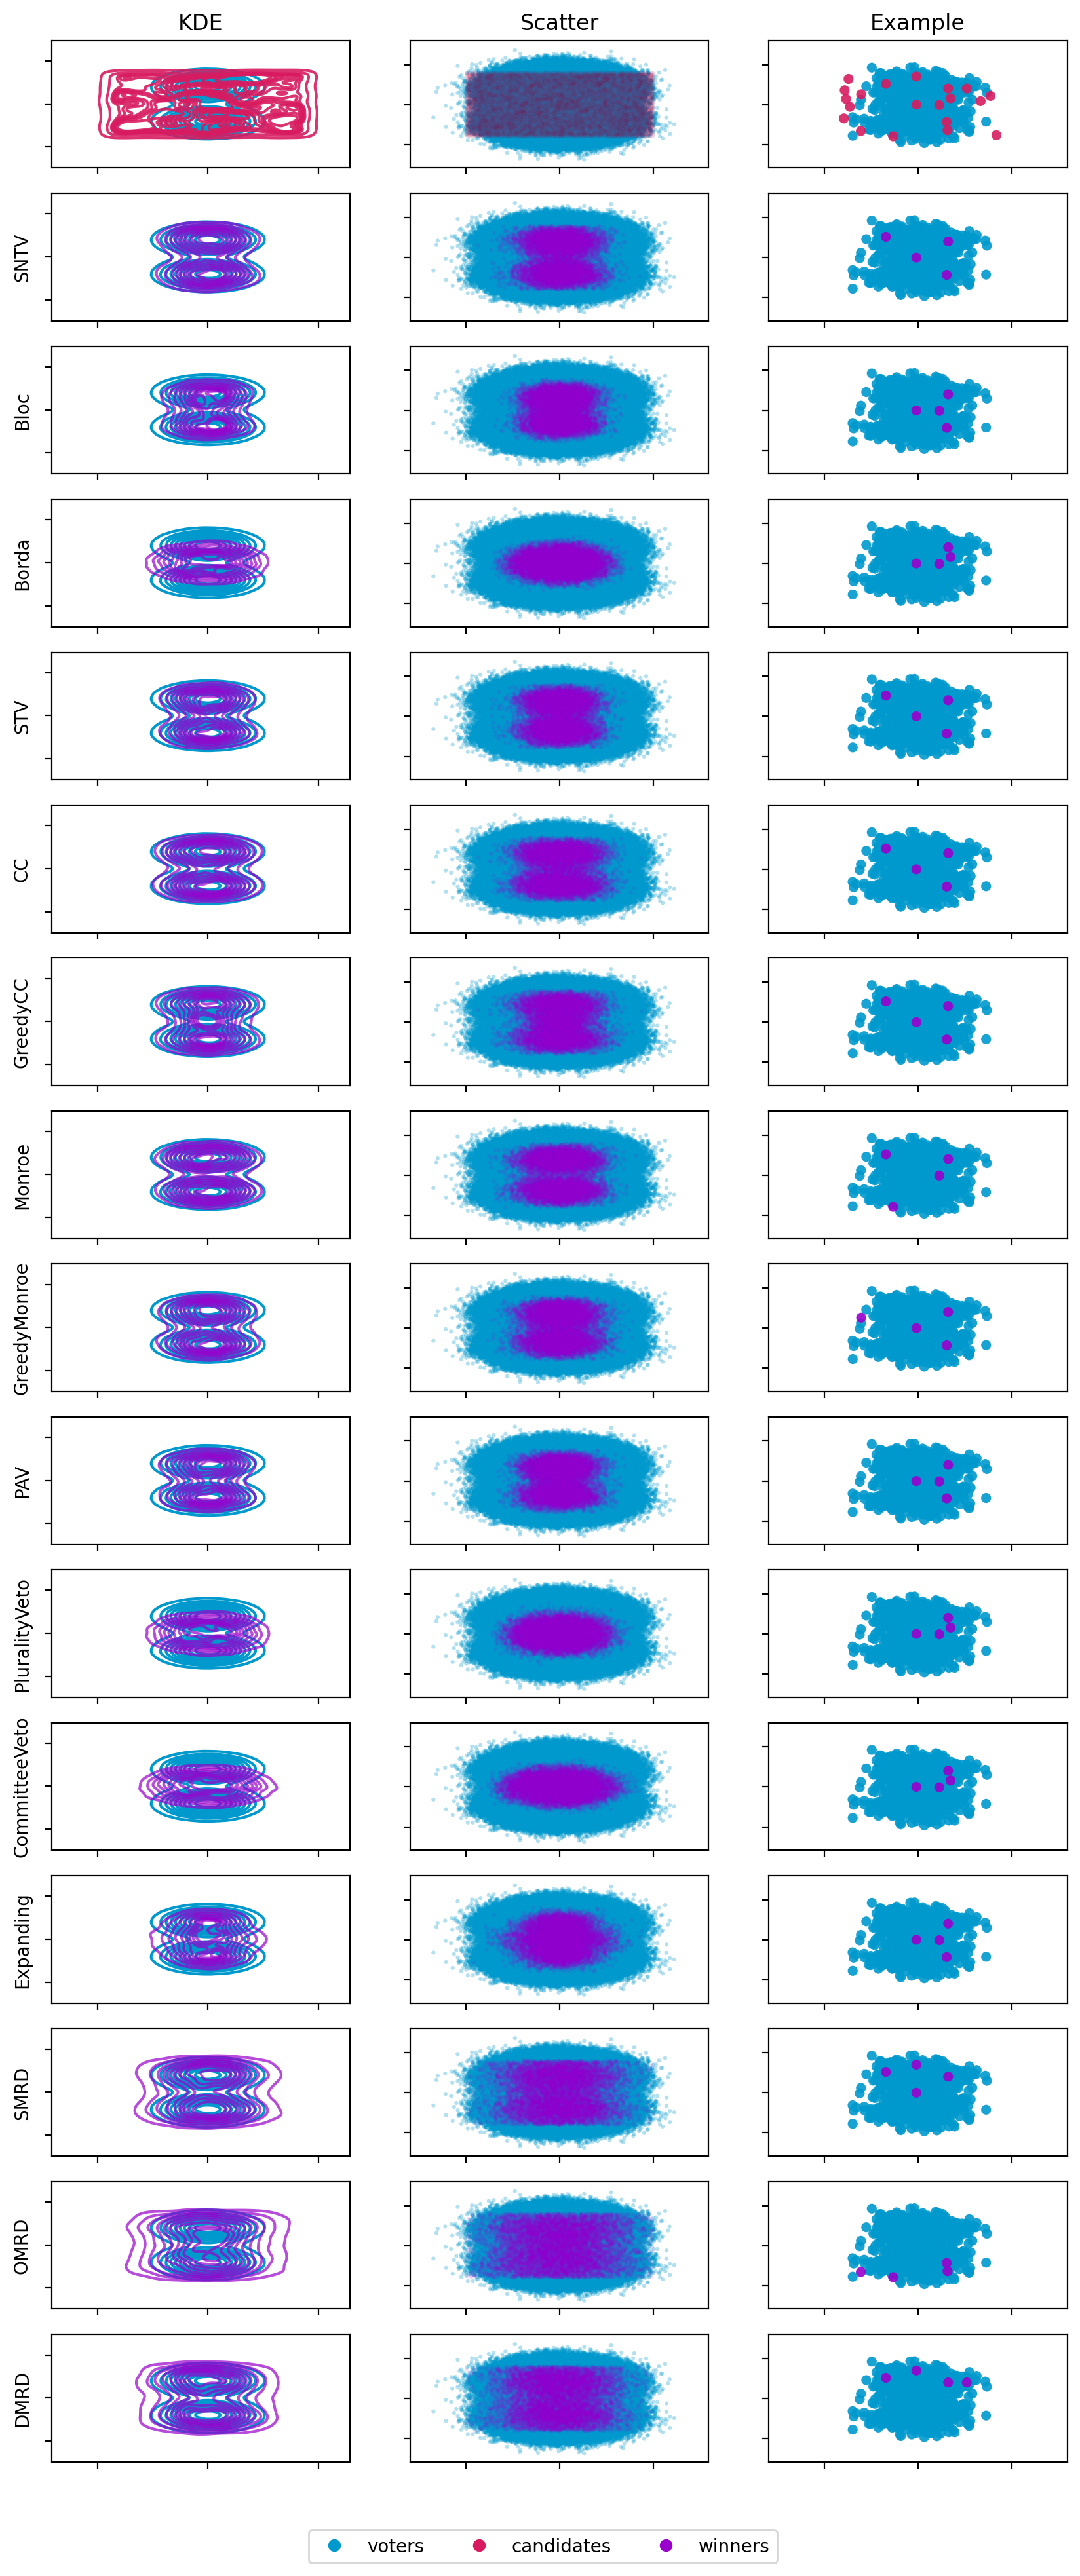 KDE Scatter Example
SNTV
Bloc
Borda
STV
CC
GreedyCC
Monroe
GreedyMonroe
PAV
PluralityVeto
CommitteeVeto
Expanding
SMRD
OMRD
DMRD
voters candidates winners